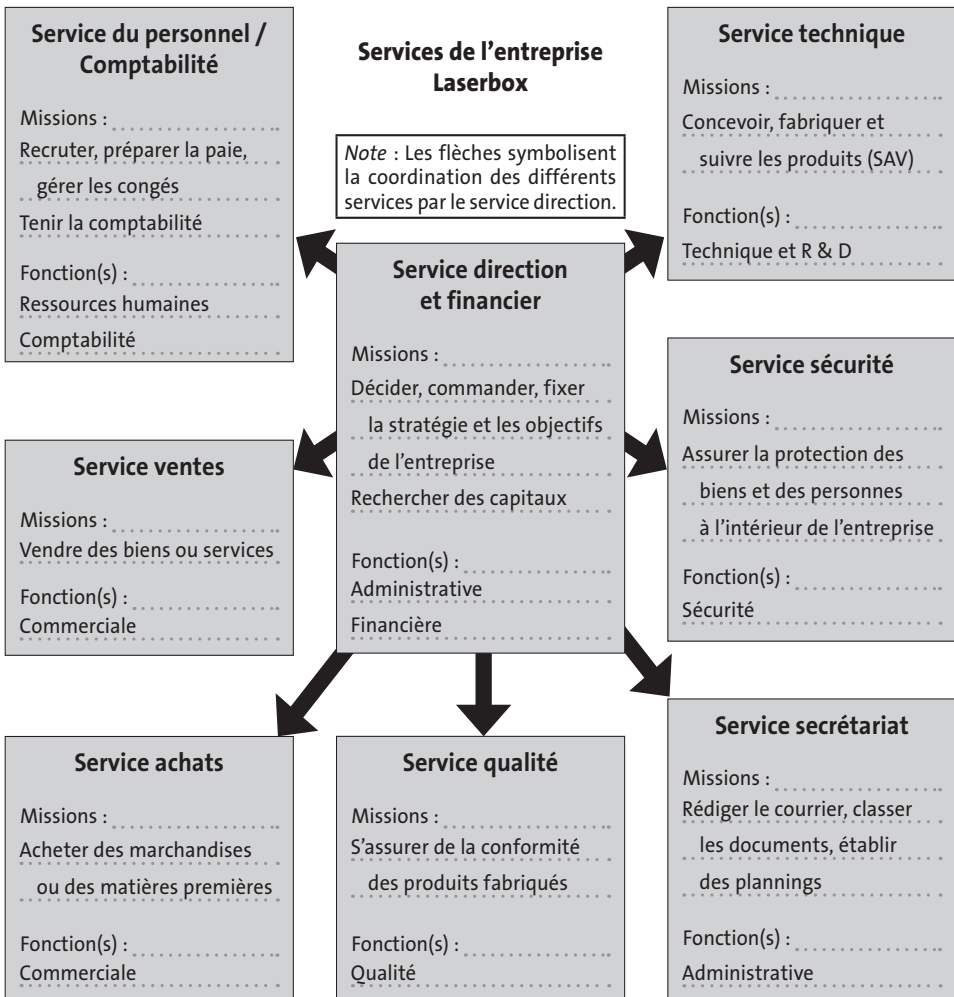 Service du personnel /
Comptabilité
Missions :
Recruter, préparer la paie,
gérer les congés
Tenir la comptabilité
Fonction(s) :
Ressources humaines
Comptabilité
Services de l'entreprise
Laserbox
Note : Les flèches symbolisent
la coordination des différents
services par le service direction.
Service technique
Missions :
Concevoir, fabriquer et
suivre les produits (SAV)
Fonction(s) :
Technique et R & D
Service direction
et financier
Missions :
Décider, commander, fixer
la stratégie et les objectifs
de l'entreprise
Rechercher des capitaux
Fonction(s) :
Administrative
Financière
Service sécurité
Missions :
Assurer la protection des
biens et des personnes
à l'intérieur de l'entreprise
Fonction(s) :
Sécurité
Service ventes
Missions :
Vendre des biens ou services
Fonction(s) :
Commerciale
Service achats
Missions :
Acheter des marchandises
ou des matières premières
Fonction(s) :
Commerciale
Service qualité
Missions :
S'assurer de la conformité
des produits fabriqués
Fonction(s) :
Qualité
Service secrétariat
Missions :
Rédiger le courrier, classer
les documents, établir
des plannings
Fonction(s) :
Administrative